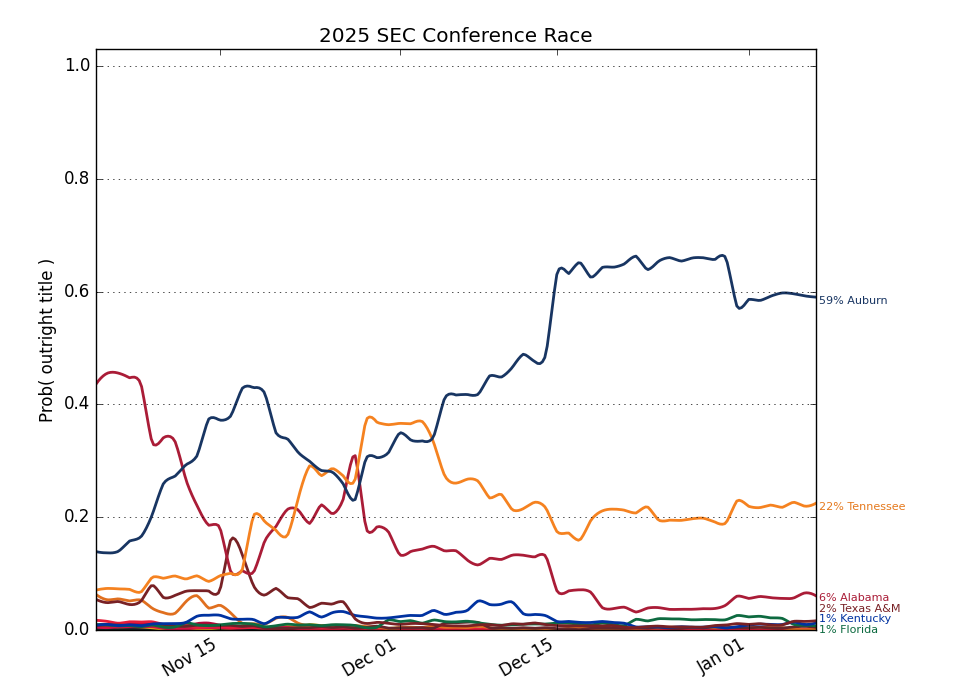 2025 SEC Conference Race
Prob( outright title )
1.0
0.8
0.6
0.4
0.2
0.0
Nov 15
Dec 01
Dec 15
Jan 01
59% Auburn
22% Tennessee
6% Alabama
2% Texas A&M
1% Kentucky
1% Florida